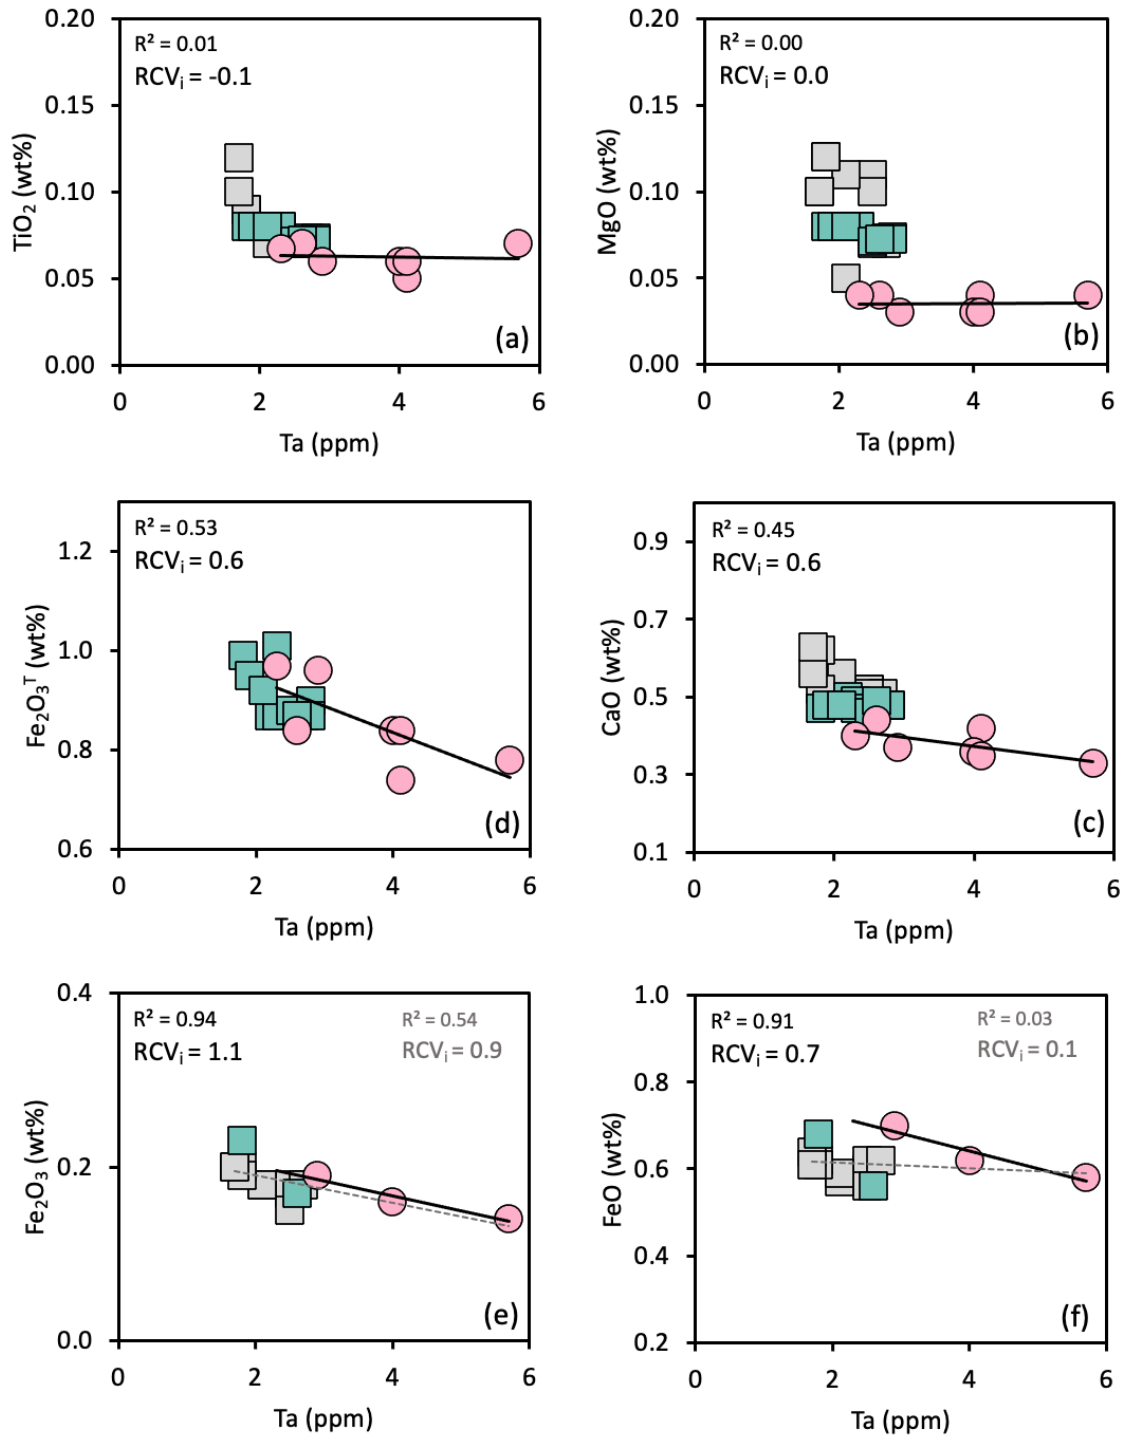 0.20
0.15
0.10
0.05
0.00
TiO₂ (wt%)
R² = 0.01
RCVᵢ = -0.1
(a)
0 2 4 6
Ta (ppm)
0.20
0.15
0.10
0.05
0.00
MgO (wt%)
R² = 0.00
RCVᵢ = 0.0
(b)
0 2 4 6
Ta (ppm)
1.2
1.0
0.8
0.6
Fe₂O₃ᵀ (wt%)
R² = 0.53
RCVᵢ = 0.6
(d)
0 2 4 6
Ta (ppm)
0.9
0.7
0.5
0.3
0.1
CaO (wt%)
R² = 0.45
RCVᵢ = 0.6
(c)
0 2 4 6
Ta (ppm)
0.4
0.2
0.0
Fe₂O₃ (wt%)
R² = 0.94
RCVᵢ = 1.1
R² = 0.54
RCVᵢ = 0.9
(e)
0 2 4 6
Ta (ppm)
1.0
0.8
0.6
0.4
0.2
FeO (wt%)
R² = 0.91
RCVᵢ = 0.7
R² = 0.03
RCVᵢ = 0.1
(f)
0 2 4 6
Ta (ppm)